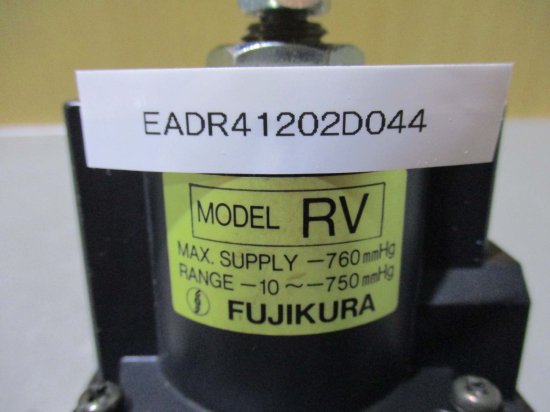 EADR41202D044
MODEL RV
MAX. SUPPLY −760mmHg
RANGE −10〜−750mmHg
FUJIKURA